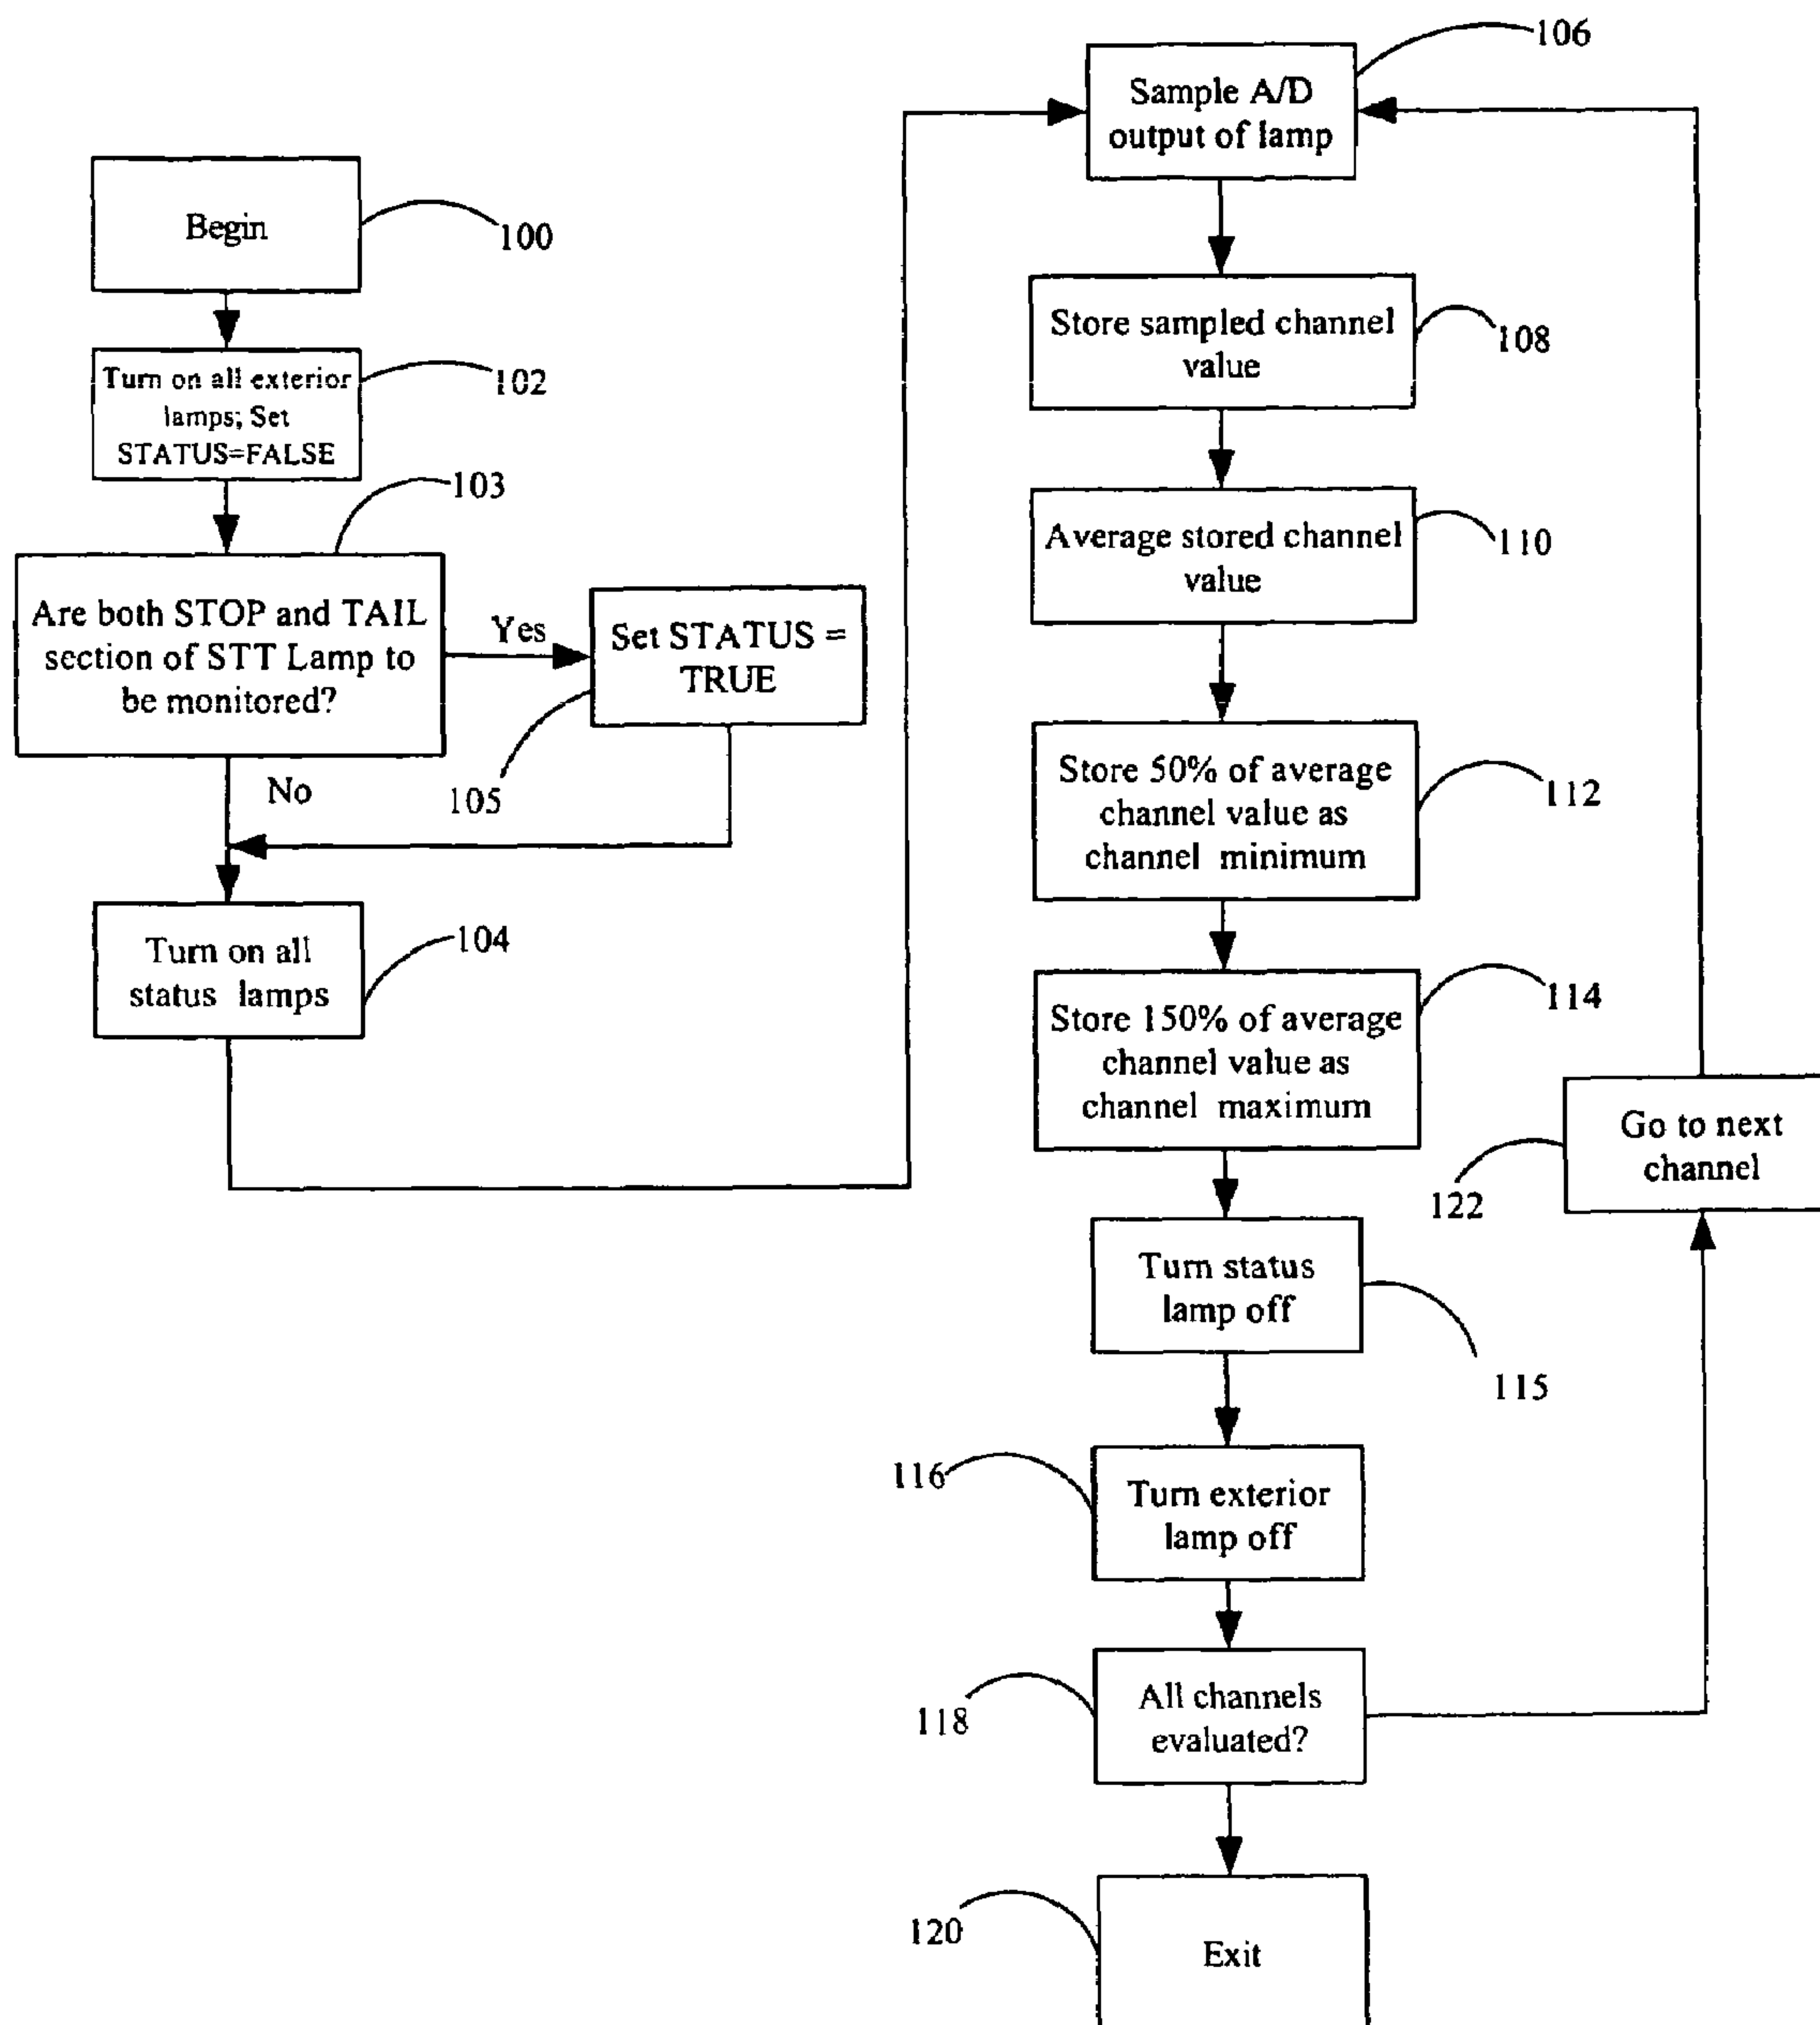 Begin
100
Turn on all exterior
lamps; Set
STATUS=FALSE
102
103
Are both STOP and TAIL
section of STT Lamp to
be monitored?
Yes
Set STATUS =
TRUE
105
No
Turn on all
status lamps
104
Sample A/D
output of lamp
106
Store sampled channel
value
108
Average stored channel
value
110
Store 50% of average
channel value as
channel minimum
112
Store 150% of average
channel value as
channel maximum
114
Turn status
lamp off
115
Turn exterior
lamp off
116
All channels
evaluated?
118
Go to next
channel
122
Exit
120